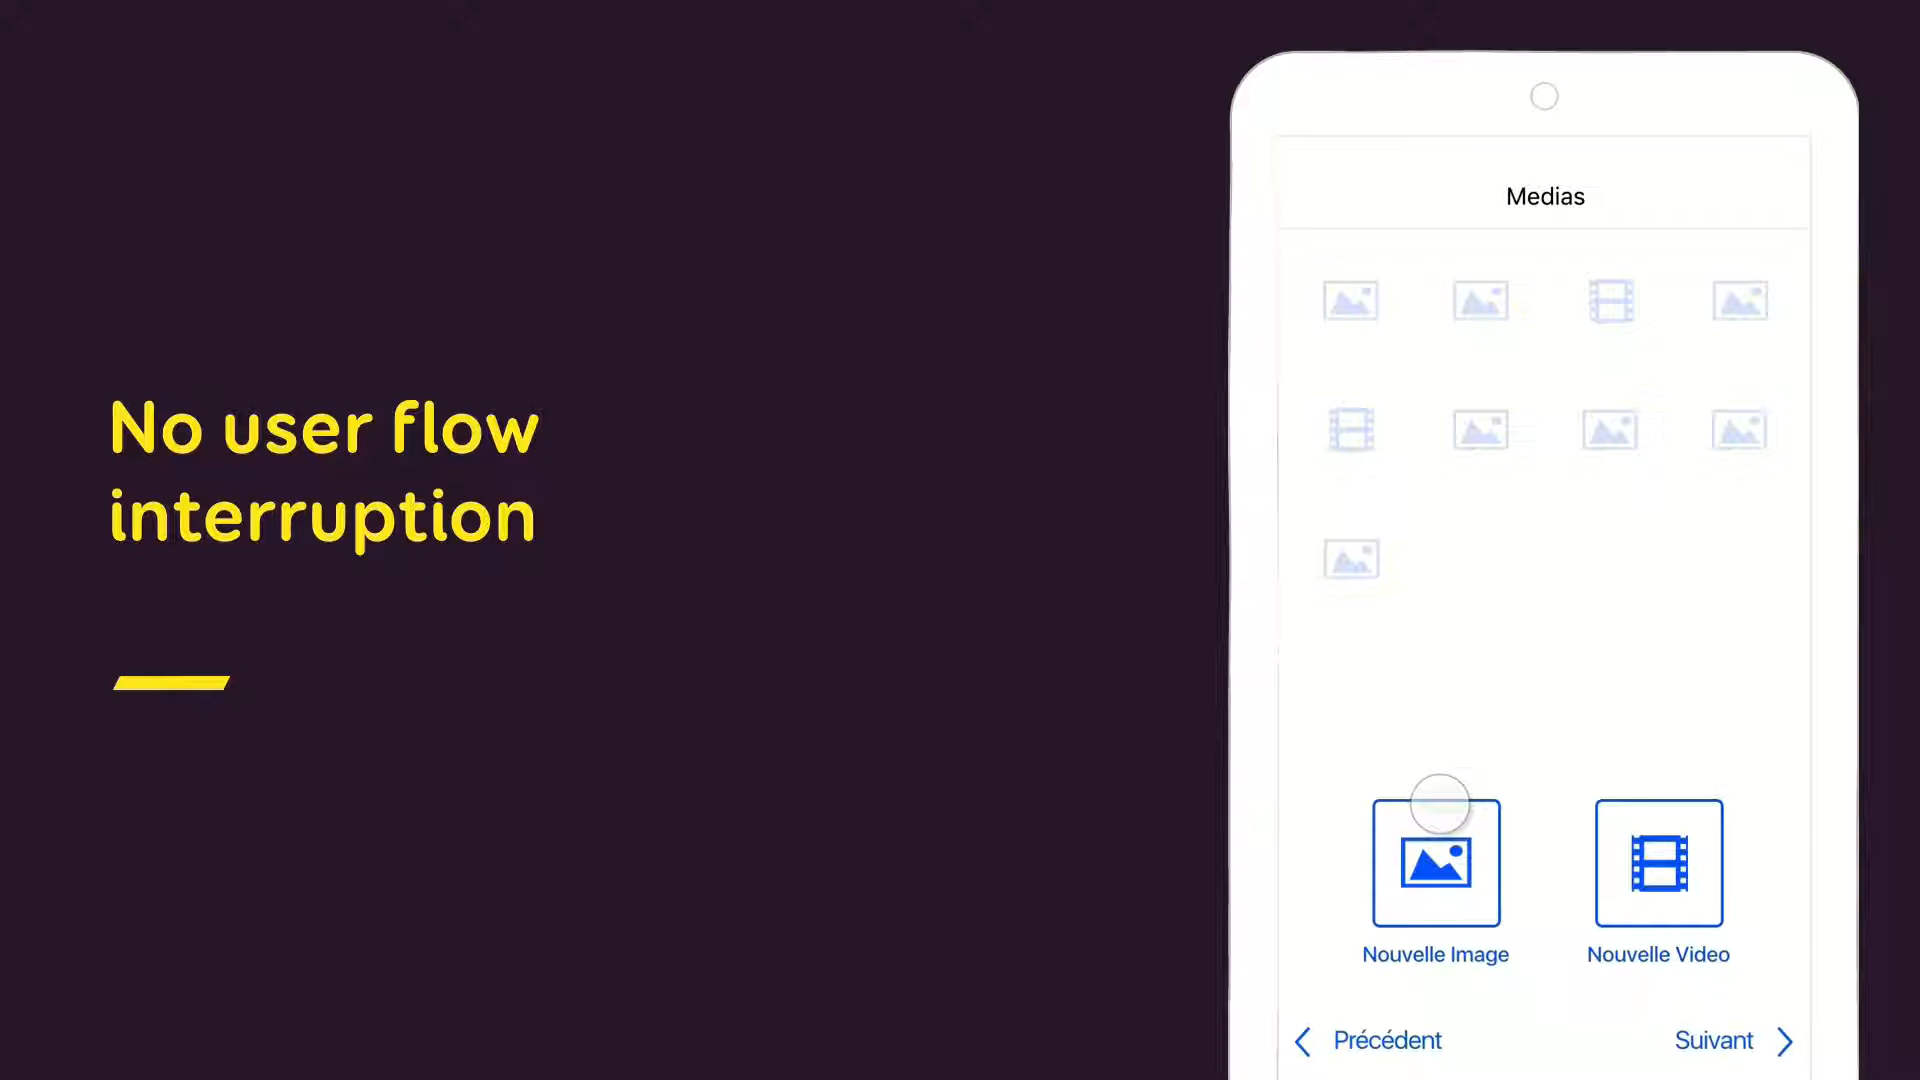 No user flow
interruption
Medias
Nouvelle Image
Nouvelle Video
Précédent
Suivant